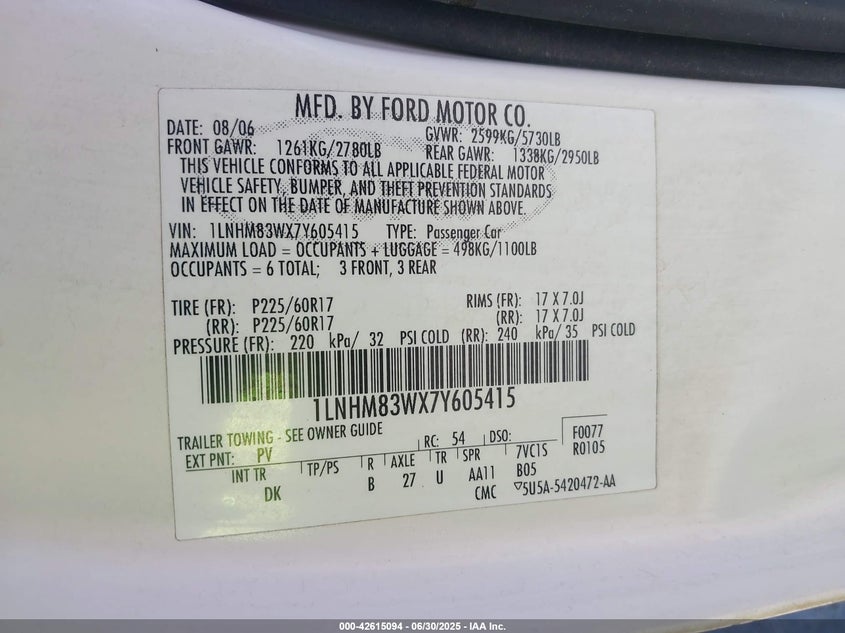 MFD. BY FORD MOTOR CO.
DATE: 08/06 GVWR: 2599KG/5730LB
FRONT GAWR: 1261KG/2780LB REAR GAWR: 1338KG/2950LB
THIS VEHICLE CONFORMS TO ALL APPLICABLE FEDERAL MOTOR
VEHICLE SAFETY, BUMPER, AND THEFT PREVENTION STANDARDS
IN EFFECT ON THE DATE OF MANUFACTURE SHOWN ABOVE.
VIN: 1LNHM83WX7Y605415 TYPE: Passenger Car
MAXIMUM LOAD = OCCUPANTS + LUGGAGE = 498KG/1100LB
OCCUPANTS = 6 TOTAL; 3 FRONT, 3 REAR
TIRE (FR): P225/60R17 RIMS (FR): 17 X 7.0J
(RR): P225/60R17 (RR): 17 X 7.0J
PRESSURE (FR): 220 kPa/ 32 PSI COLD (RR): 240 kPa/ 35 PSI COLD
1LNHM83WX7Y605415
TRAILER TOWING - SEE OWNER GUIDE RC: 54 DSO: F0077
EXT PNT: PV R0105
INT TR TP/PS R AXLE TR SPR 7VC1S
DK B 27 U AA11 B05
CMC ▽5U5A-5420472-AA
000-42615094 - 06/30/2025 - IAA Inc.